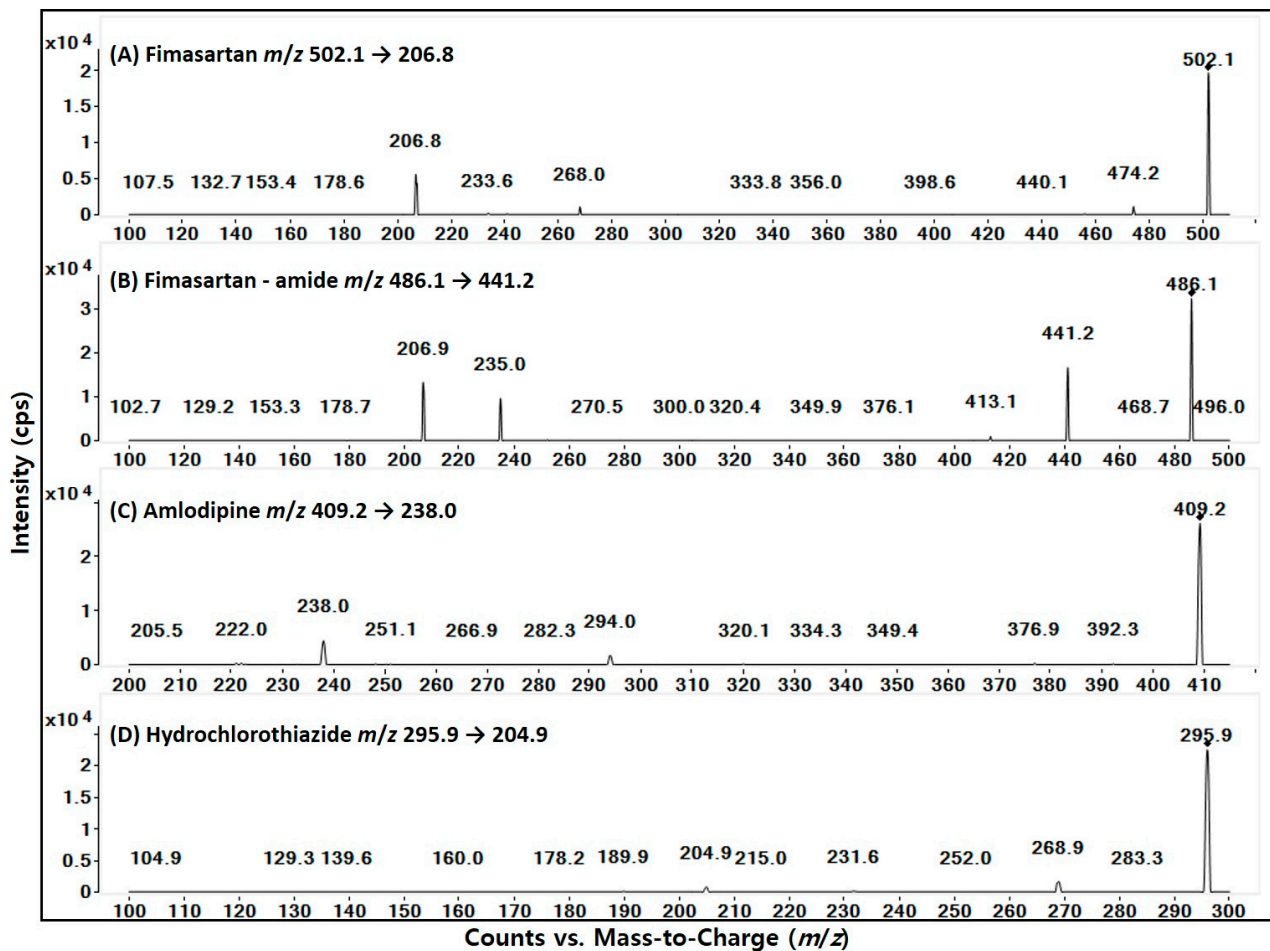 (A) Fimasartan m/z 502.1 → 206.8
x10 4
2
1.5
1
0.5
0
107.5 132.7 153.4 178.6 206.8 233.6 268.0 333.8 356.0 398.6 440.1 474.2 502.1
100 120 140 160 180 200 220 240 260 280 300 320 340 360 380 400 420 440 460 480 500
(B) Fimasartan - amide m/z 486.1 → 441.2
x10 4
3
2
1
0
102.7 129.2 153.3 178.7 206.9 235.0 270.5 300.0 320.4 349.9 376.1 413.1 441.2 468.7 486.1 496.0
100 120 140 160 180 200 220 240 260 280 300 320 340 360 380 400 420 440 460 480 500
(C) Amlodipine m/z 409.2 → 238.0
x10 4
2
1
0
205.5 222.0 238.0 251.1 266.9 282.3 294.0 320.1 334.3 349.4 376.9 392.3 409.2
200 210 220 230 240 250 260 270 280 290 300 310 320 330 340 350 360 370 380 390 400 410
(D) Hydrochlorothiazide m/z 295.9 → 204.9
x10 4
2
1.5
1
0.5
0
104.9 129.3 139.6 160.0 178.2 189.9 204.9 215.0 231.6 252.0 268.9 283.3 295.9
100 110 120 130 140 150 160 170 180 190 200 210 220 230 240 250 260 270 280 290 300
Intensity (cps)
Counts vs. Mass-to-Charge (m/z)